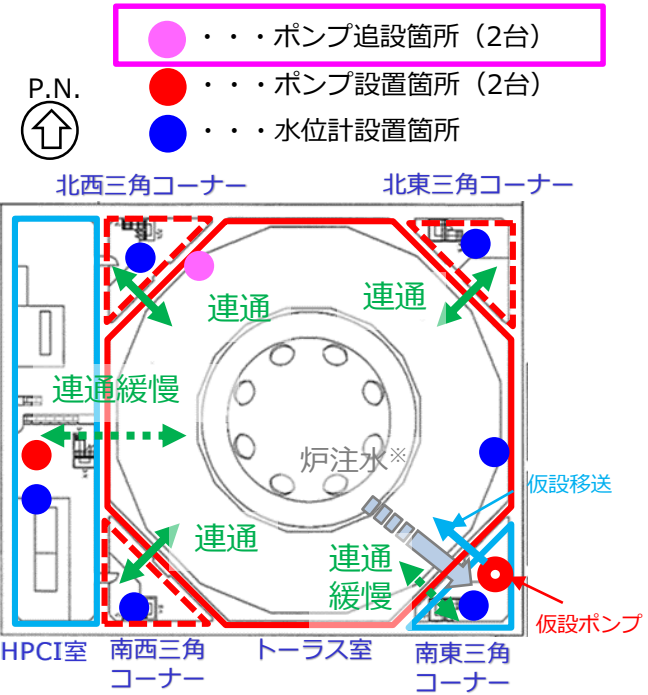 ・・・ポンプ追設箇所（2台）
・・・ポンプ設置箇所（2台）
・・・水位計設置箇所
P.N.
北西三角コーナー
北東三角コーナー
連通
連通
連通緩慢
炉注水※
仮設移送
連通
連通
緩慢
仮設ポンプ
HPCI室
南西三角
コーナー
トーラス室
南東三角
コーナー